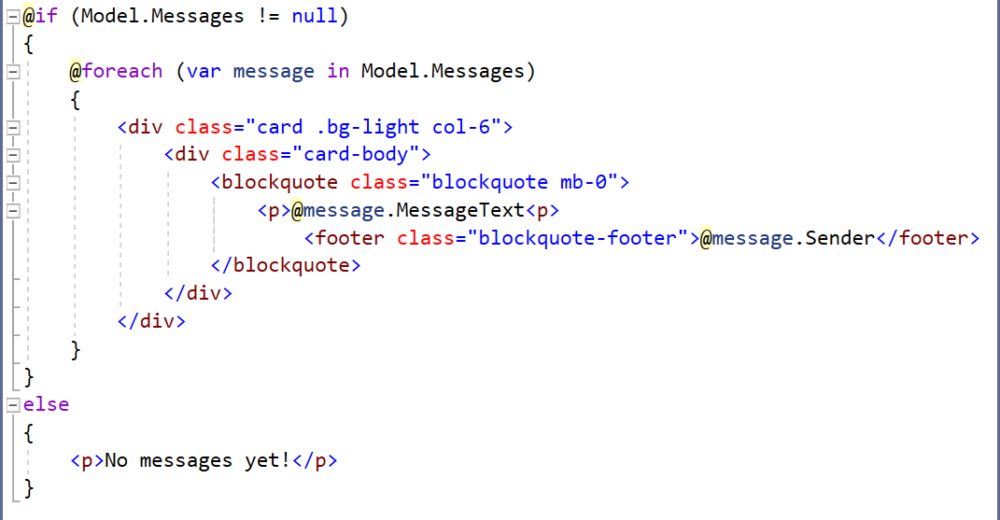 @if (Model.Messages != null)
{
    @foreach (var message in Model.Messages)
    {
        <div class="card .bg-light col-6">
            <div class="card-body">
                <blockquote class="blockquote mb-0">
                    <p>@message.MessageText<p>
                        <footer class="blockquote-footer">@message.Sender</footer>
                </blockquote>
            </div>
        </div>
    }
}
else
{
    <p>No messages yet!</p>
}